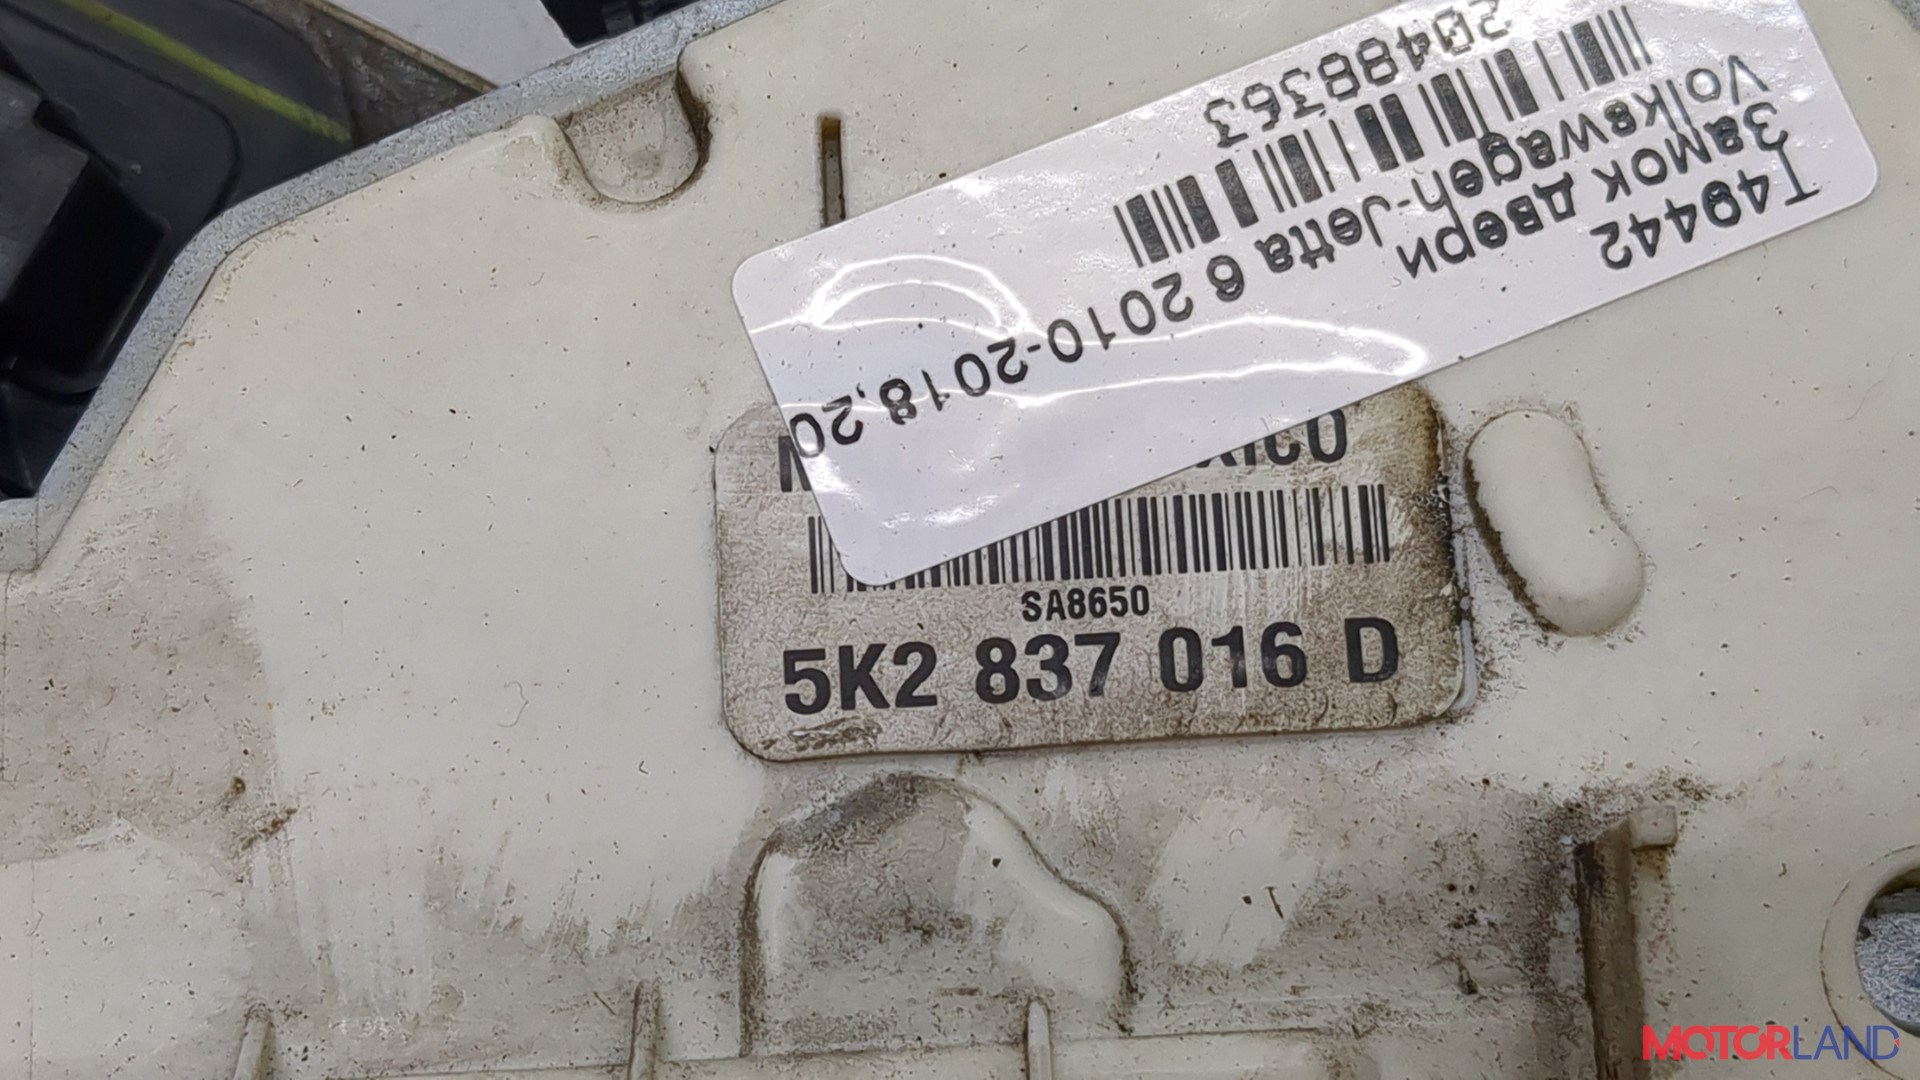 T49442
Замок двери
Volkswagen-Jetta 6 2010-2018,20
20488363
SA8650
5K2 837 016 D
MOTORLAND